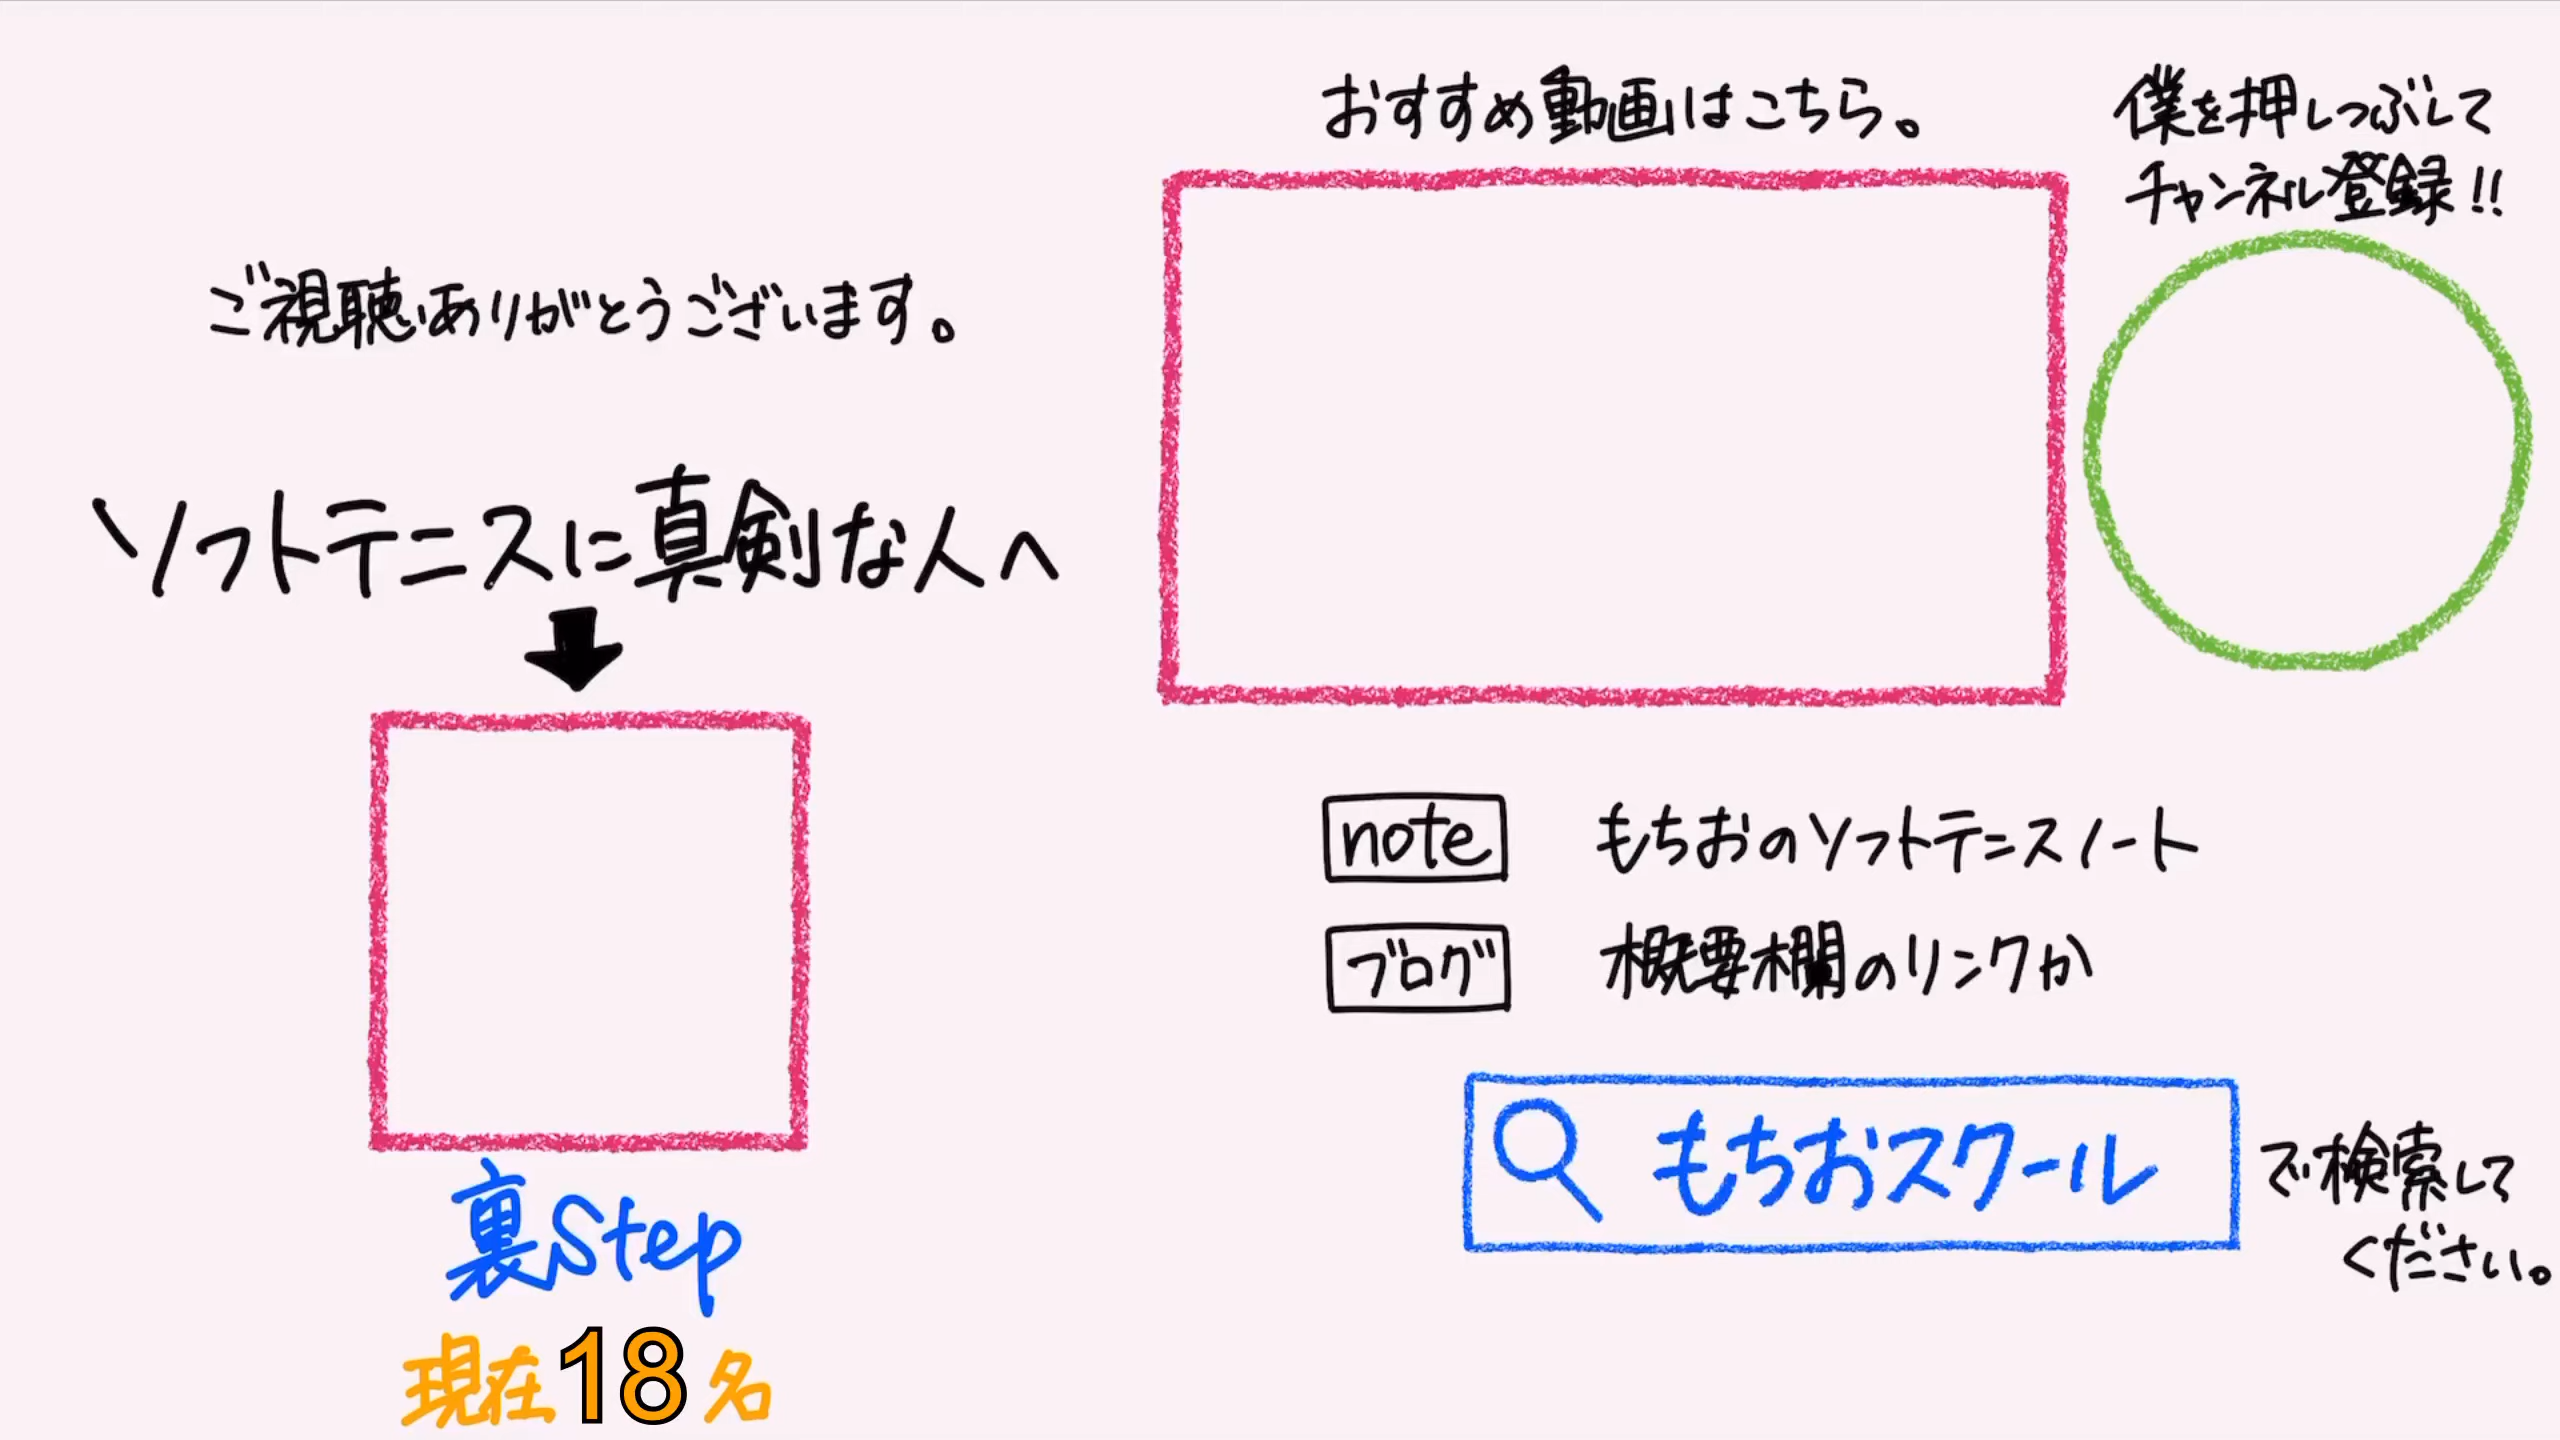 ご視聴ありがとうございます。
ソフトテニスに真剣な人へ
裏Step
現在18名
おすすめ動画はこちら。
僕を押しつぶして
チャンネル登録!!
note もちおのソフトテニスノート
ブログ 概要欄のリンクか
もちおスクール で検索して
ください。